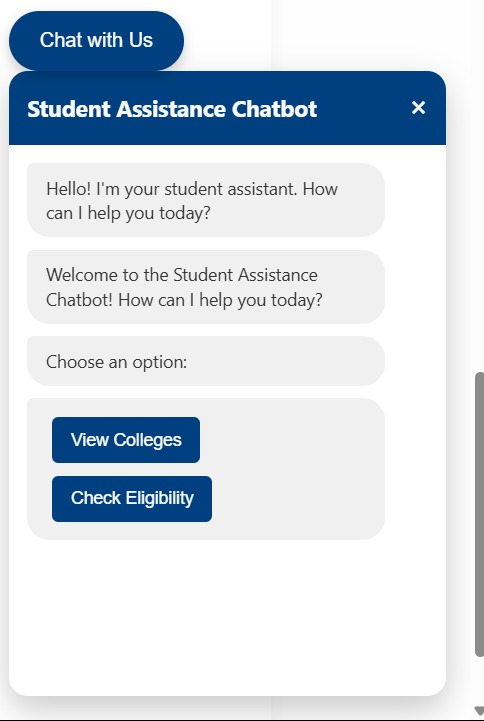 Chat with Us
Student Assistance Chatbot
×
Hello! I'm your student assistant. How
can I help you today?
Welcome to the Student Assistance
Chatbot! How can I help you today?
Choose an option:
View Colleges
Check Eligibility